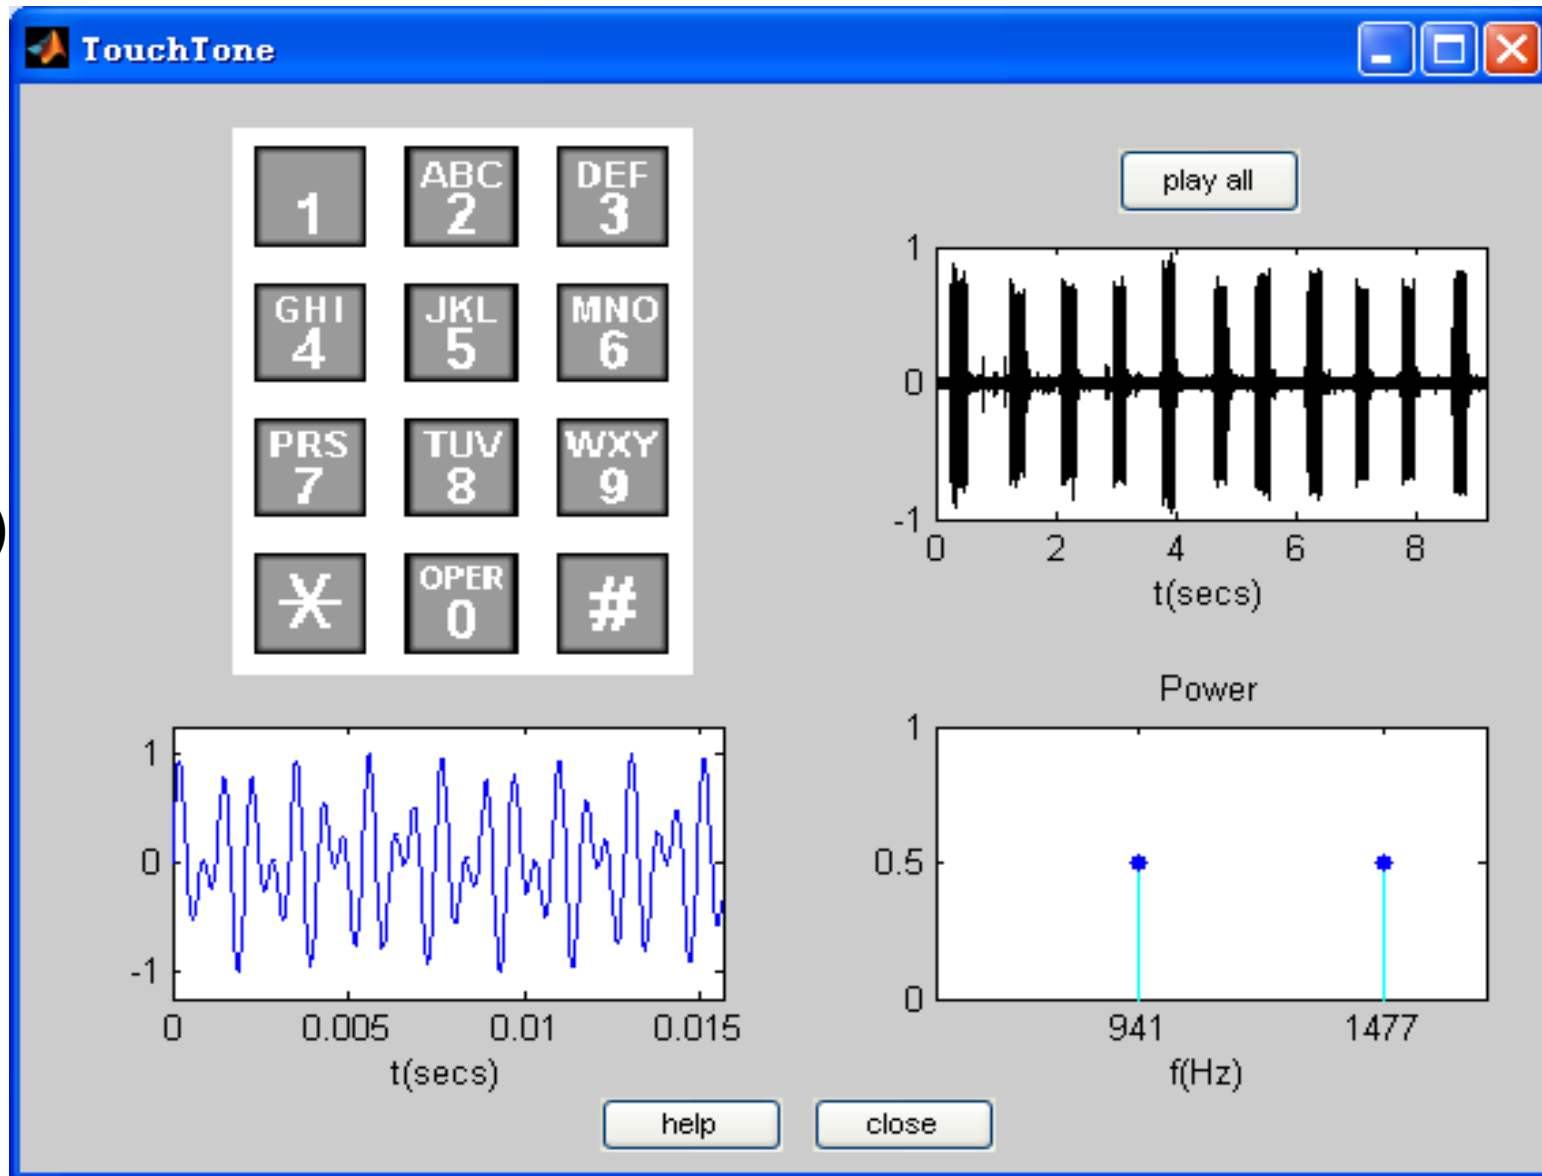 TouchTone
1
ABC
2
DEF
3
GHI
4
JKL
5
MNO
6
PRS
7
TUV
8
WXY
9
*
OPER
0
#
play all
1
0
-1
0 2 4 6 8
t(secs)
1
0
-1
0 0.005 0.01 0.015
t(secs)
Power
1
0.5
0
941 1477
f(Hz)
help close
)